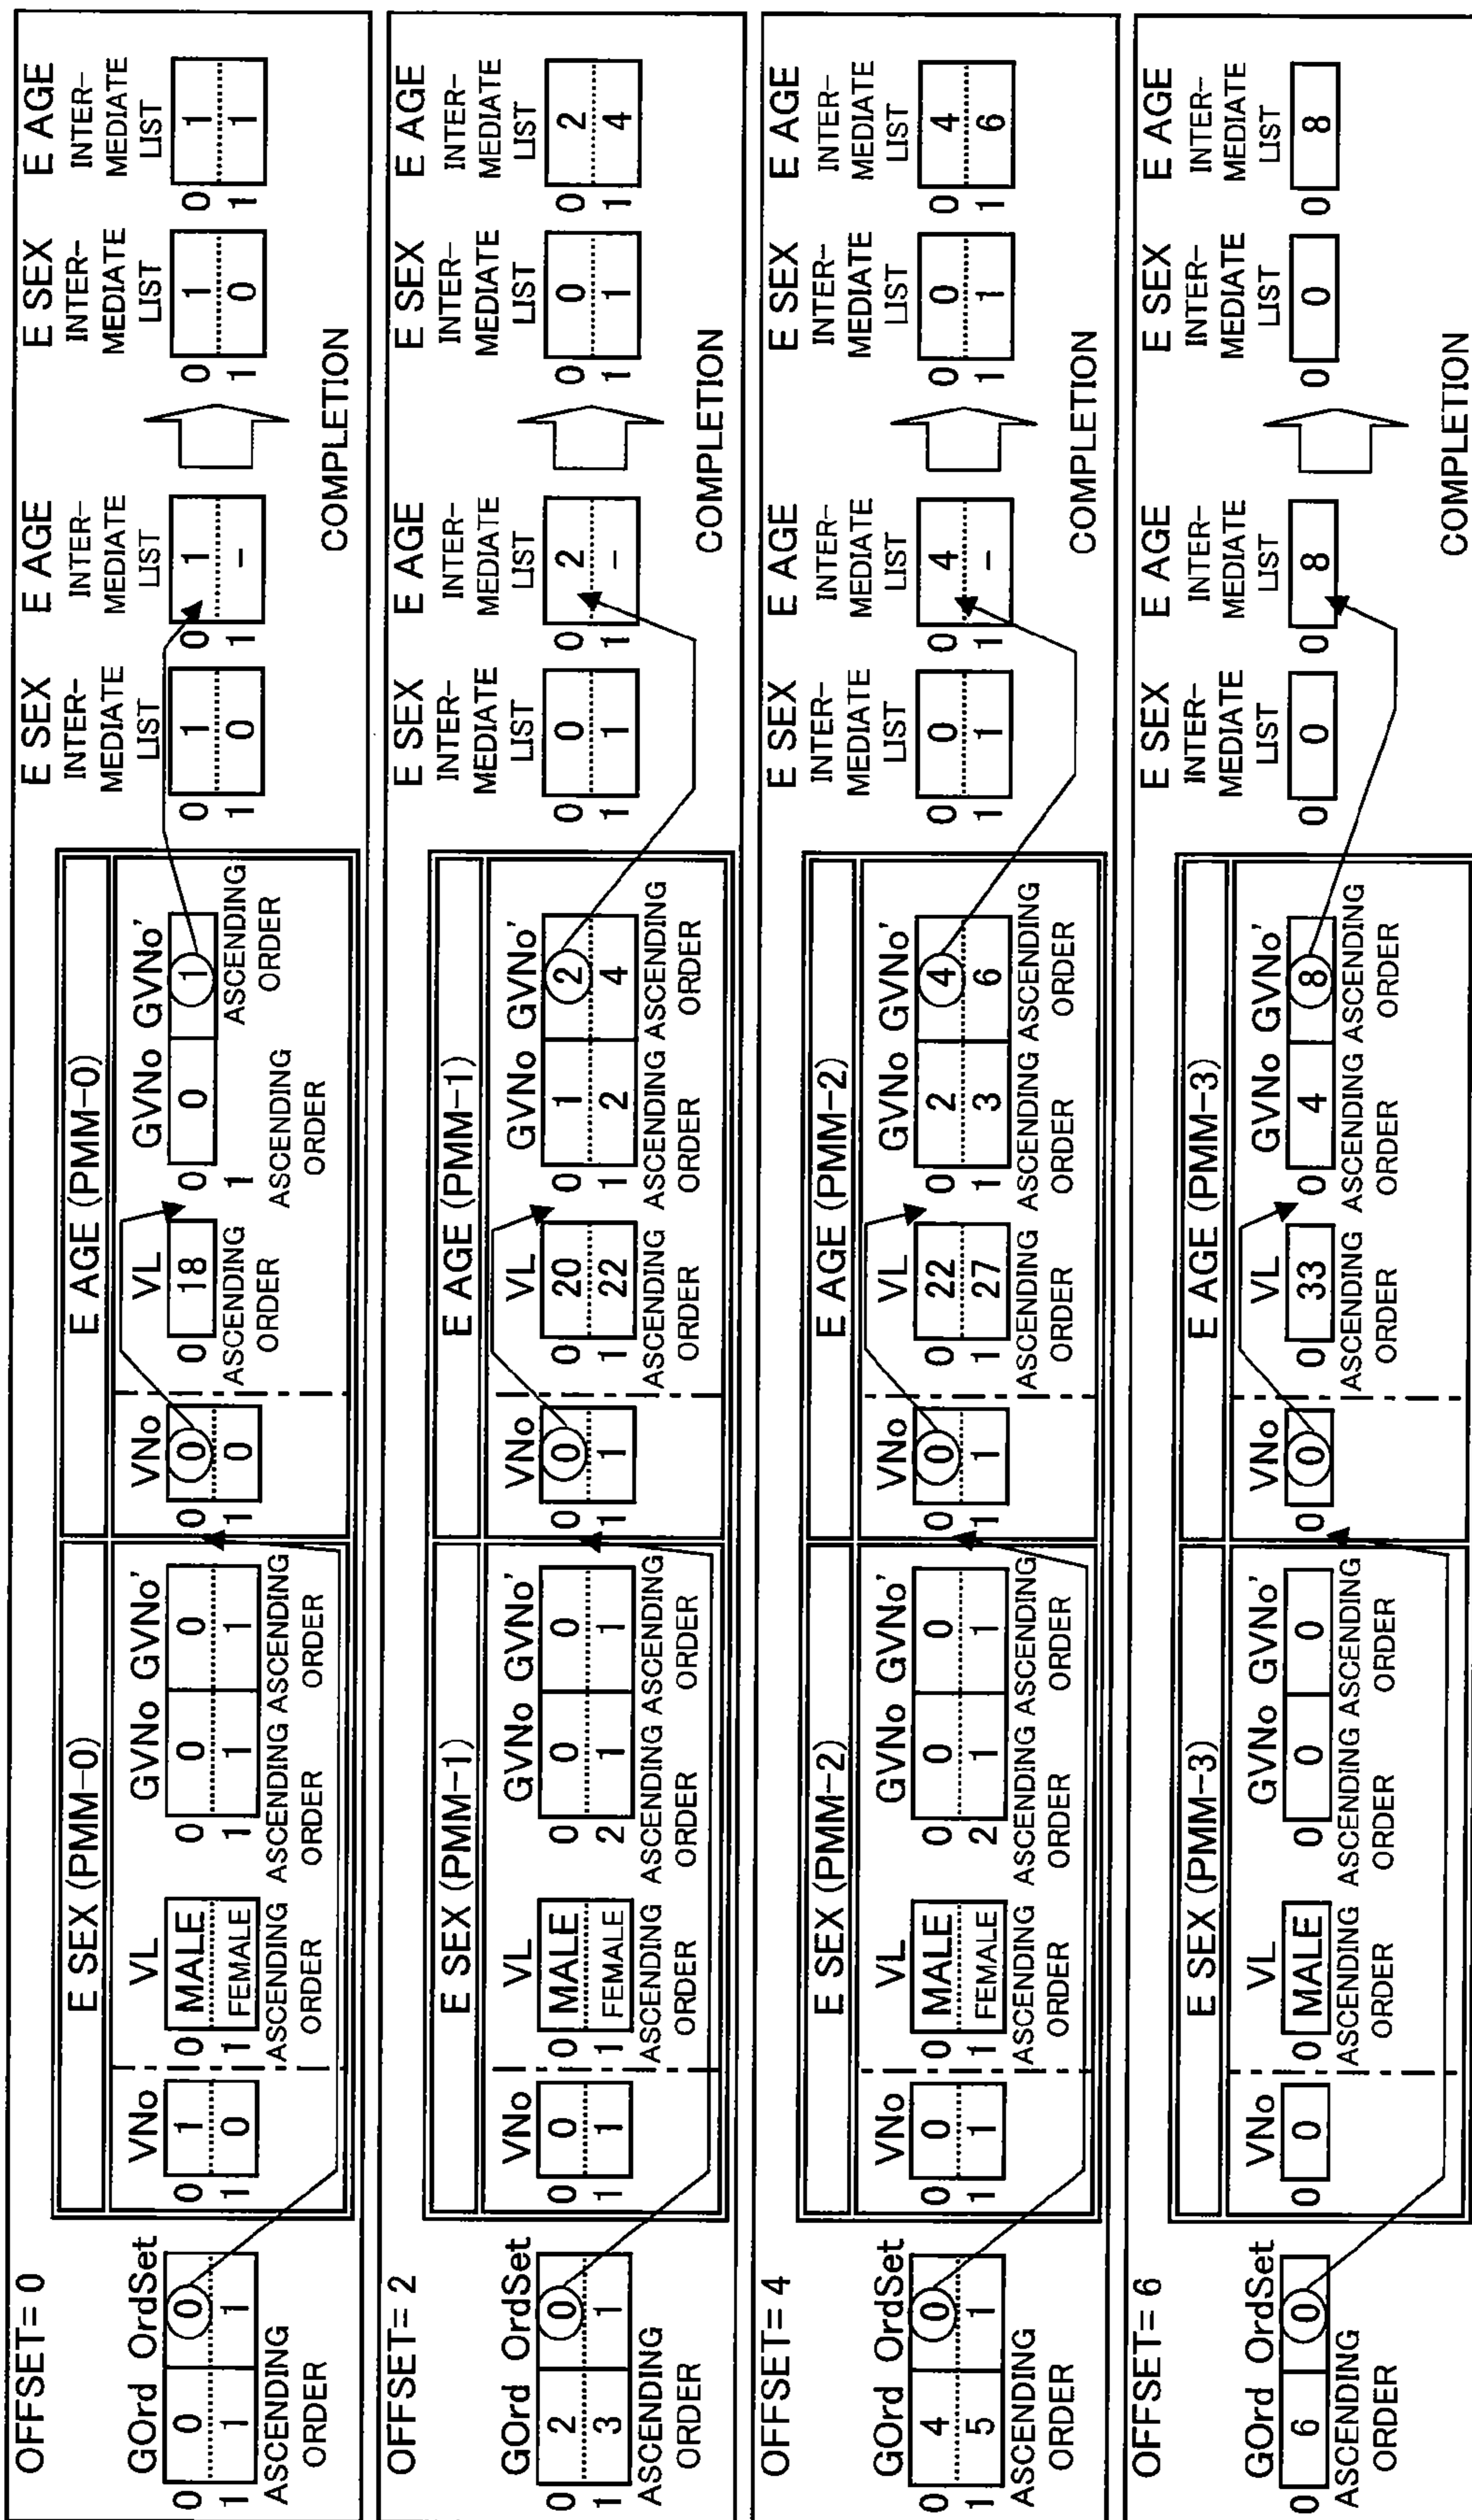 OFFSET= 0
GOrd OrdSet
0 0 0
1 1 1
ASCENDING
ORDER
E SEX (PMM-0)
VNo
0 1
1 0
VL
0 MALE
1 FEMALE
ASCENDING
ORDER
GVNo GVNo'
0 0 0
1 1 1
ASCENDING ASCENDING
ORDER ORDER
E AGE (PMM-0)
VNo
0 0
1 0
VL
0 18
ASCENDING
ORDER
GVNo GVNo'
0 0 1
1
ASCENDING
ORDER
ASCENDING
ORDER
E SEX
INTER-
MEDIATE
LIST
0 1
1 0
E AGE
INTER-
MEDIATE
LIST
0 1
1 -
COMPLETION
E SEX
INTER-
MEDIATE
LIST
0 1
1 0
E AGE
INTER-
MEDIATE
LIST
0 1
1 1
OFFSET= 2
GOrd OrdSet
0 2 0
1 3 1
ASCENDING
ORDER
E SEX (PMM-1)
VNo
0 0
1 1
VL
0 MALE
1 FEMALE
ASCENDING
ORDER
GVNo GVNo'
0 0 0
2 1 1
ASCENDING ASCENDING
ORDER ORDER
E AGE (PMM-1)
VNo
0 0
1 1
VL
0 20
1 22
ASCENDING
ORDER
GVNo GVNo'
0 1 2
1 2 4
ASCENDING ASCENDING
ORDER ORDER
E SEX
INTER-
MEDIATE
LIST
0 0
1 1
E AGE
INTER-
MEDIATE
LIST
0 2
1 -
COMPLETION
E SEX
INTER-
MEDIATE
LIST
0 0
1 1
E AGE
INTER-
MEDIATE
LIST
0 2
1 4
OFFSET= 4
GOrd OrdSet
0 4 0
1 5 1
ASCENDING
ORDER
E SEX (PMM-2)
VNo
0 0
1 1
VL
0 MALE
1 FEMALE
ASCENDING
ORDER
GVNo GVNo'
0 0 0
2 1 1
ASCENDING ASCENDING
ORDER ORDER
E AGE (PMM-2)
VNo
0 0
1 1
VL
0 22
1 27
ASCENDING
ORDER
GVNo GVNo'
0 2 4
1 3 6
ASCENDING ASCENDING
ORDER ORDER
E SEX
INTER-
MEDIATE
LIST
0 0
1 1
E AGE
INTER-
MEDIATE
LIST
0 4
1 -
COMPLETION
E SEX
INTER-
MEDIATE
LIST
0 0
1 1
E AGE
INTER-
MEDIATE
LIST
0 4
1 6
OFFSET= 6
GOrd OrdSet
0 6 0
ASCENDING
ORDER
E SEX (PMM-3)
VNo
0 0
VL
0 MALE
ASCENDING
ORDER
GVNo GVNo'
0 0 0
ASCENDING ASCENDING
ORDER ORDER
E AGE (PMM-3)
VNo
0 0
VL
0 33
ASCENDING
ORDER
GVNo GVNo'
0 4 8
ASCENDING ASCENDING
ORDER ORDER
E SEX
INTER-
MEDIATE
LIST
0 0
E AGE
INTER-
MEDIATE
LIST
0 8
COMPLETION
E SEX
INTER-
MEDIATE
LIST
0 0
E AGE
INTER-
MEDIATE
LIST
0 8